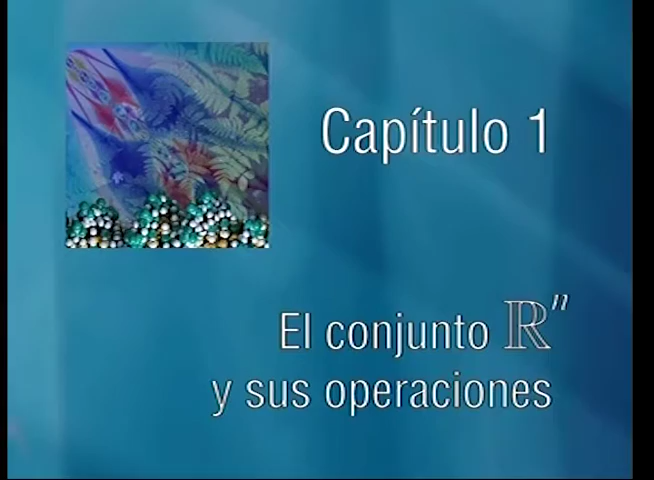 Capítulo 1
El conjunto ℝⁿ
y sus operaciones